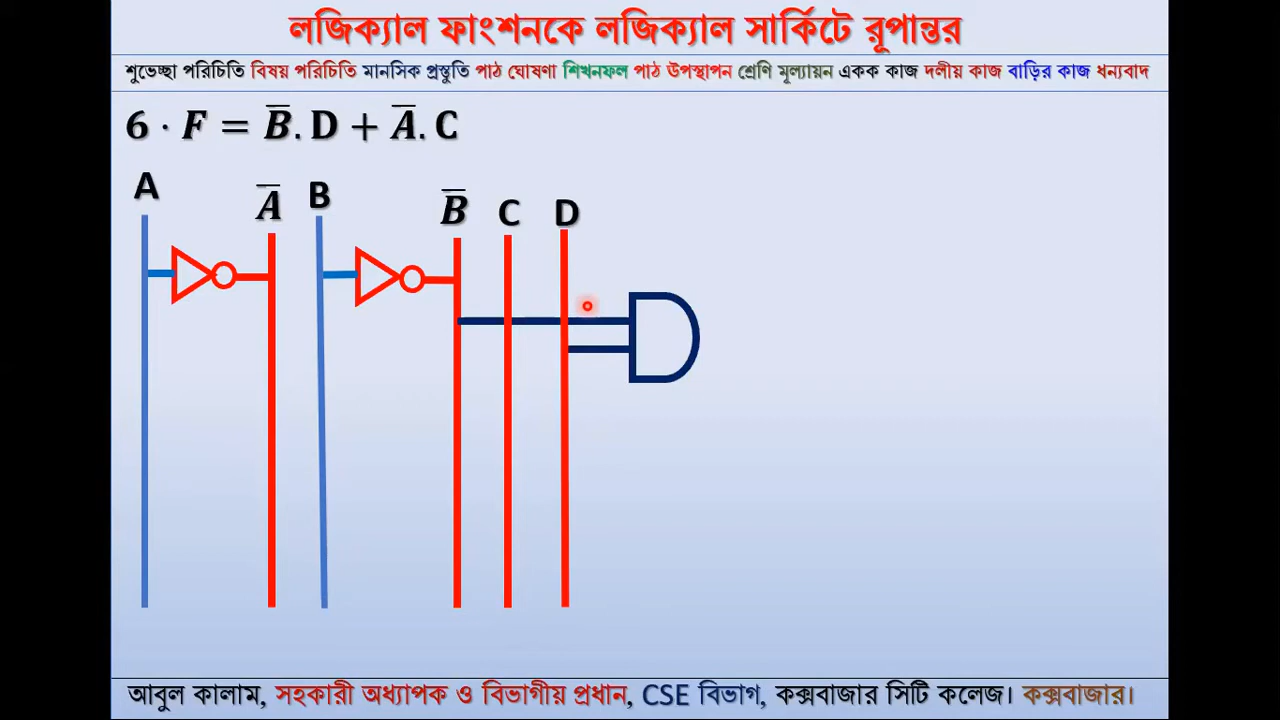 লজিক্যাল ফাংশনকে লজিক্যাল সার্কিটে রূপান্তর
শুভেচ্ছা পরিচিতি বিষয় পরিচিতি মানসিক প্রস্তুতি পাঠ ঘোষণা শিখনফল পাঠ উপস্থাপন শ্রেণি মূল্যায়ন একক কাজ দলীয় কাজ বাড়ির কাজ ধন্যবাদ
6 · F = B̅. D + A̅. C
A A̅ B B̅ C D
আবুল কালাম, সহকারী অধ্যাপক ও বিভাগীয় প্রধান, CSE বিভাগ, কক্সবাজার সিটি কলেজ। কক্সবাজার।